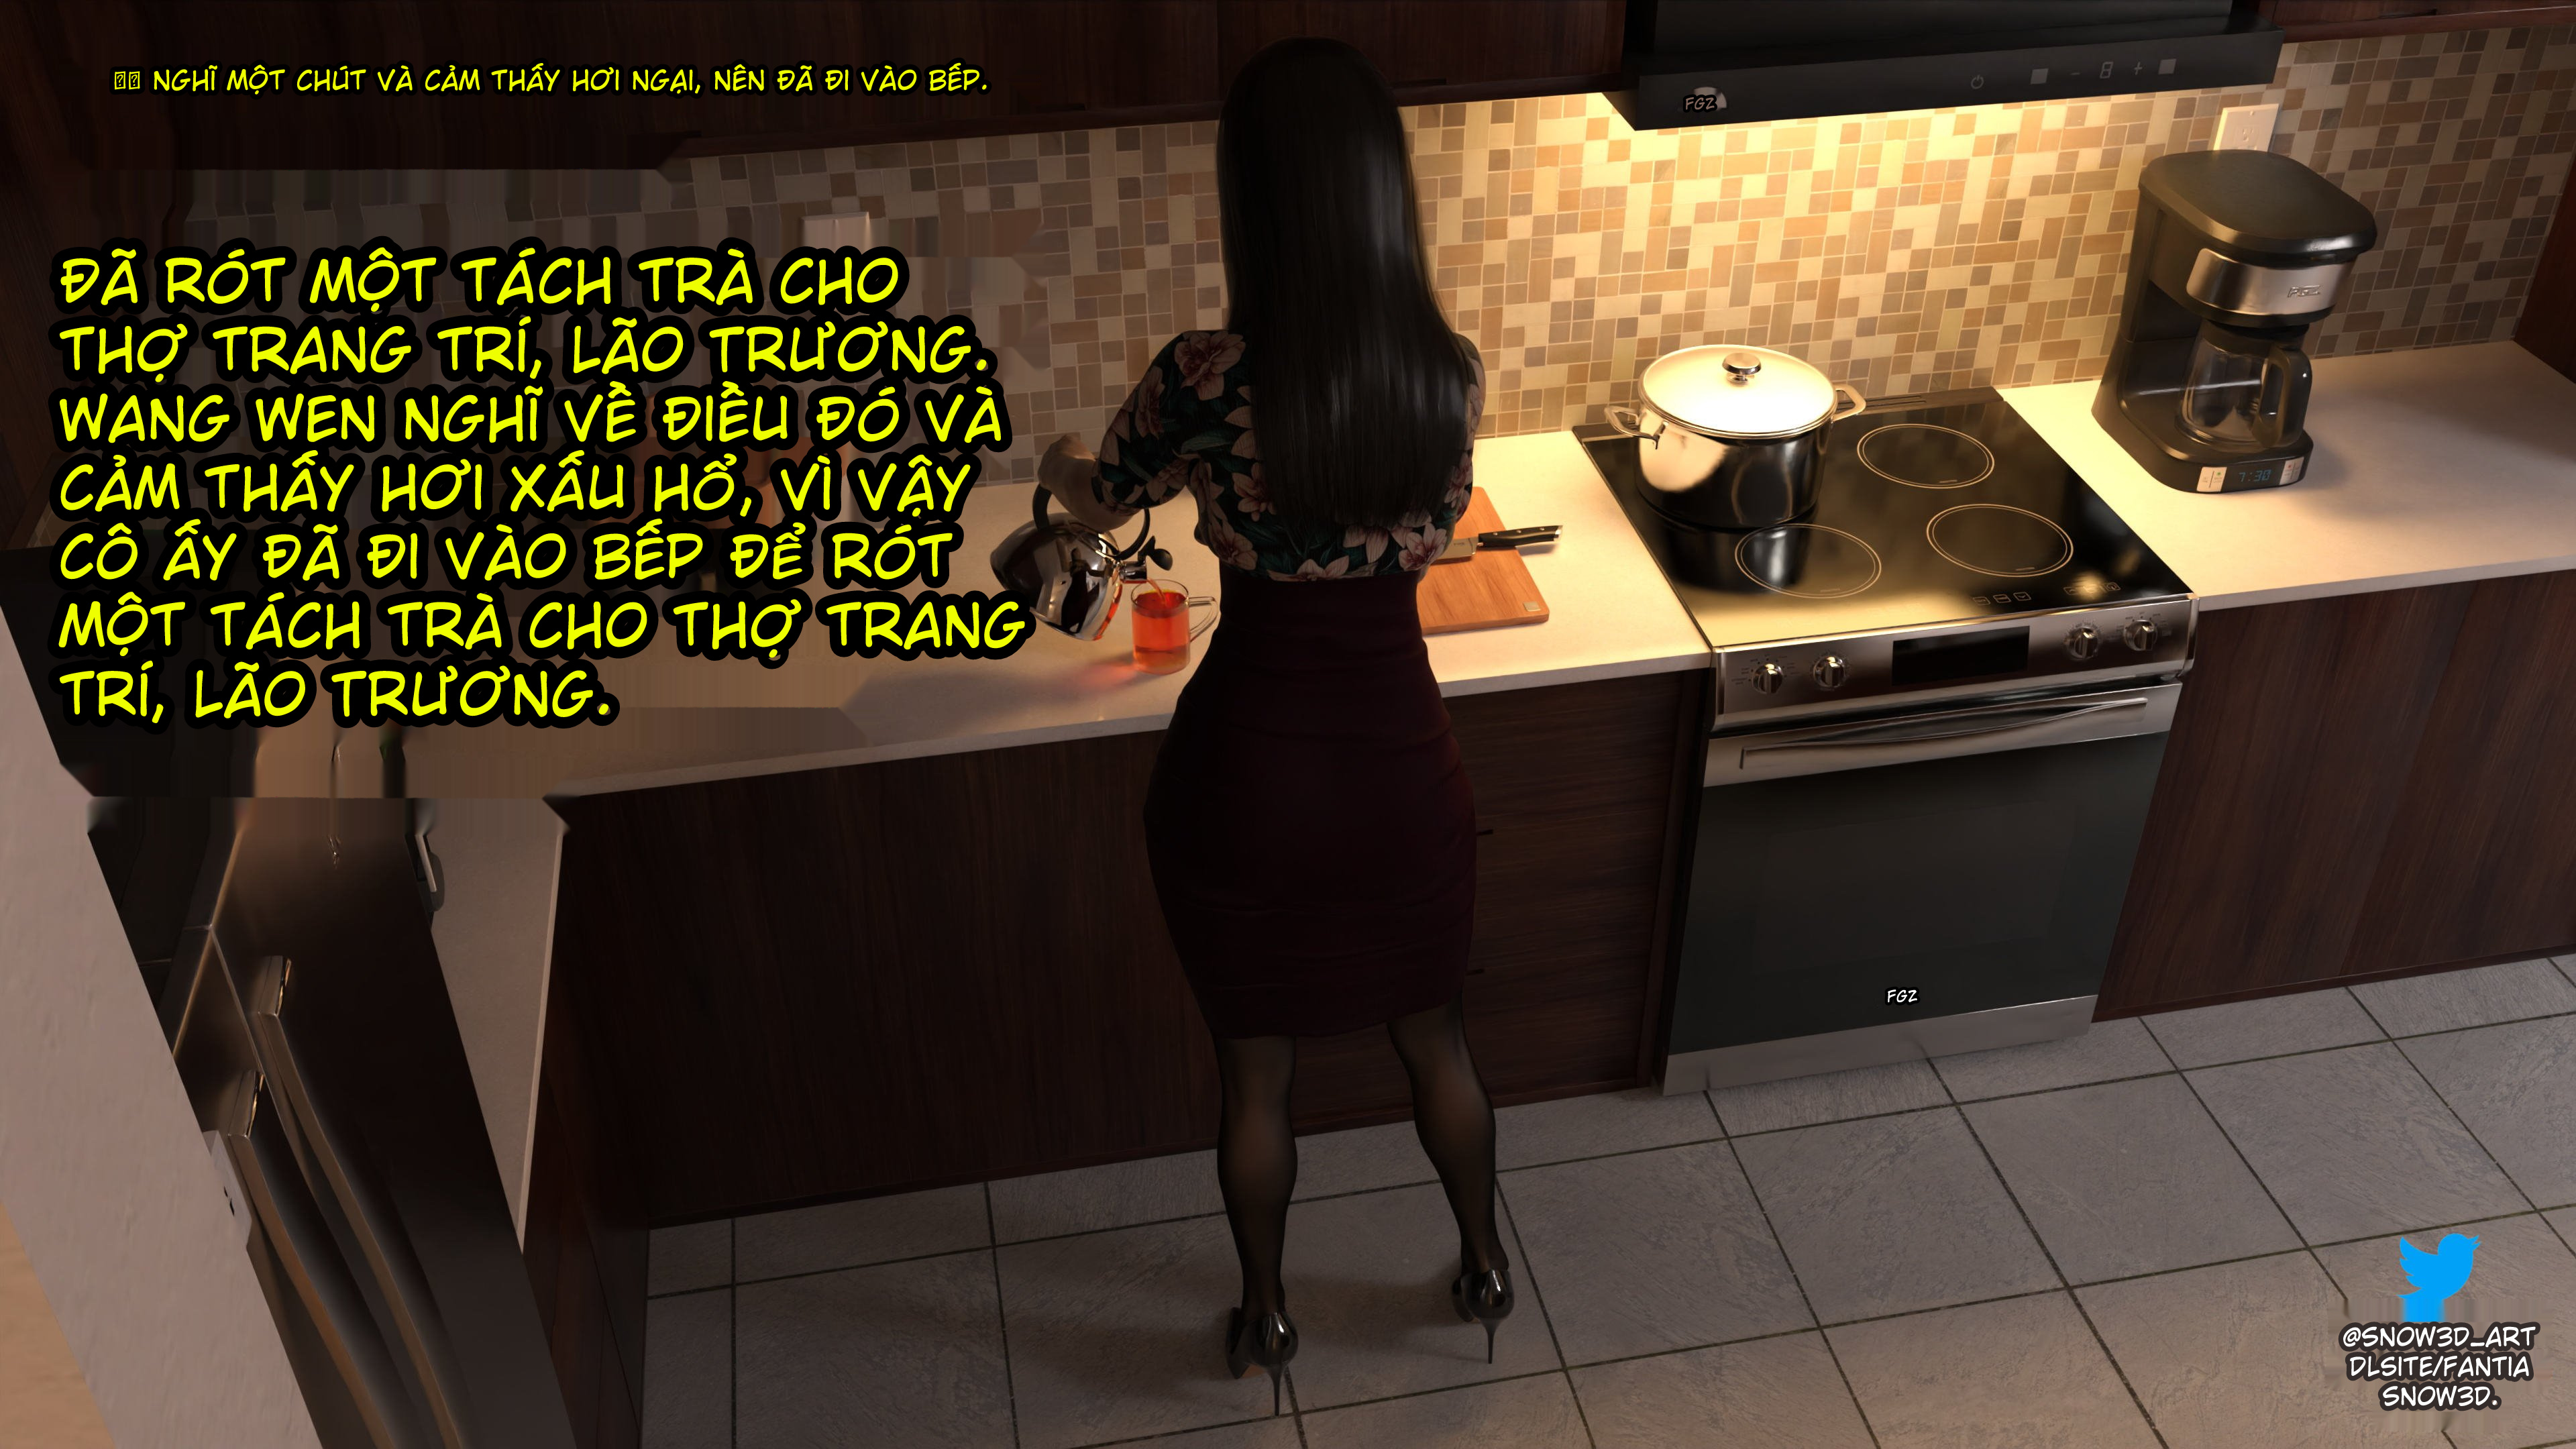 NGHĨ MỘT CHÚT VÀ CẢM THẤY HƠI NGẠI, NÊN ĐÃ ĐI VÀO BẾP.
ĐÃ RÓT MỘT TÁCH TRÀ CHO
THỢ TRANG TRÍ, LÃO TRƯƠNG.
WANG WEN NGHĨ VỀ ĐIỀU ĐÓ VÀ
CẢM THẤY HƠI XẤU HỔ, VÌ VẬY
CÔ ẤY ĐÃ ĐI VÀO BẾP ĐỂ RÓT
MỘT TÁCH TRÀ CHO THỢ TRANG
TRÍ, LÃO TRƯƠNG.
FGZ
8
7:30
FGZ
@SNOW3D_ART
DLSITE/FANTIA
SNOW3D.